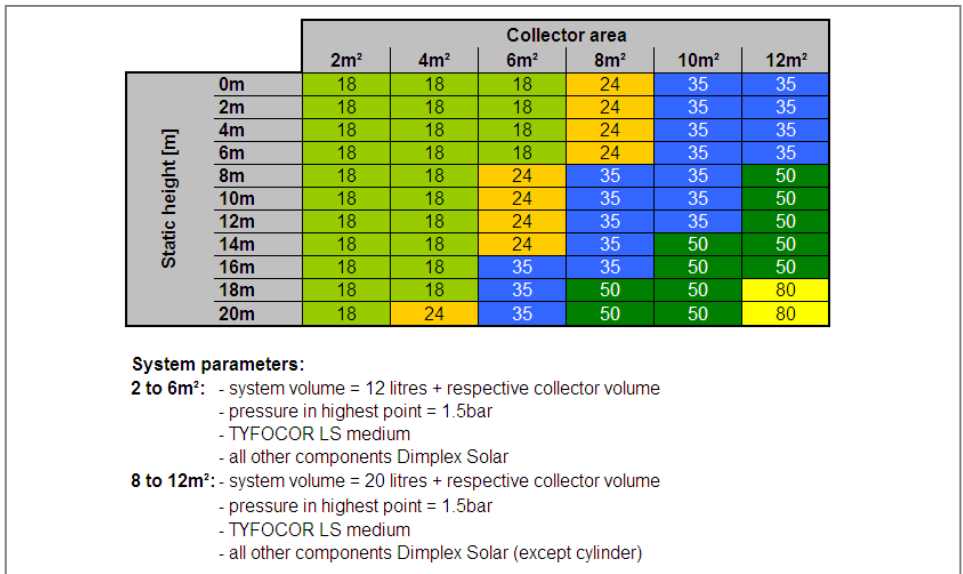 Collector area
2m² 4m² 6m² 8m² 10m² 12m²
Static height [m]
0m 18 18 18 24 35 35
2m 18 18 18 24 35 35
4m 18 18 18 24 35 35
6m 18 18 18 24 35 35
8m 18 18 24 35 35 50
10m 18 18 24 35 35 50
12m 18 18 24 35 35 50
14m 18 18 24 35 50 50
16m 18 18 35 35 50 50
18m 18 18 35 50 50 80
20m 18 24 35 50 50 80
System parameters:
2 to 6m²: - system volume = 12 litres + respective collector volume
- pressure in highest point = 1.5bar
- TYFOCOR LS medium
- all other components Dimplex Solar
8 to 12m²: - system volume = 20 litres + respective collector volume
- pressure in highest point = 1.5bar
- TYFOCOR LS medium
- all other components Dimplex Solar (except cylinder)